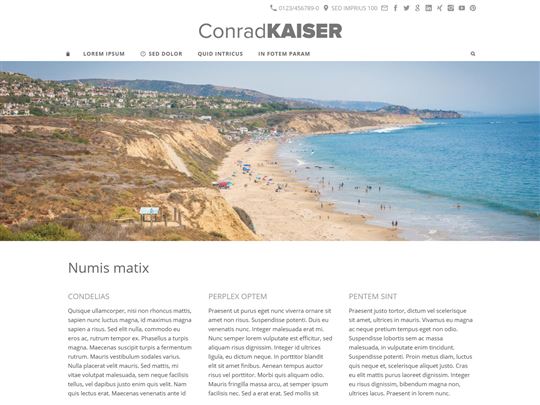 0123/456789-0 SED IMPRIUS 100
ConradKAISER
LOREM IPSUM SED DOLOR QUID INTRICUS IN FOTEM PARAM
Numis matix
CONDELIAS
Quisque ullamcorper, nisi non rhoncus mattis,
sapien nunc luctus magna, id maximus magna
sapien a risus. Sed elit nulla, commodo eu
eros ac, rutrum tempor ex. Phasellus a turpis
magna. Maecenas suscipit turpis a fermentum
rutrum. Mauris vestibulum sodales varius.
Nulla placerat velit mauris. Sed mattis, mi
vitae volutpat malesuada, sem neque facilisis
tellus, vel dapibus justo enim quis velit. Nam
quis lectus erat. Maecenas venenatis ante id
PERPLEX OPTEM
Praesent ut purus eget nunc viverra ornare sit
amet non risus. Suspendisse potenti. Duis eu
venenatis nunc. Integer malesuada erat mi.
Nunc semper lorem vulputate est efficitur, sed
aliquam risus dignissim. Integer id ultrices
ligula, eu dictum neque. In porttitor blandit
elit sit amet finibus. Aenean tempus auctor
risus vel porttitor. Morbi quis aliquam odio.
Mauris fringilla massa arcu, at semper ipsum
facilisis nec. Sed a erat erat. Sed mollis sit
PENTEM SINT
Praesent justo tortor, dictum vel scelerisque
sit amet, ultrices in mauris. Vivamus eu magna
ac neque pretium tempus eget non odio.
Suspendisse lobortis sem ac massa
malesuada, in vulputate enim tincidunt.
Suspendisse potenti. Proin metus diam, luctus
quis neque et, scelerisque aliquet justo. Cras
eu elit mattis purus laoreet dignissim. Integer
eu risus dignissim, bibendum magna non,
ultrices lacus. Praesent in lorem nunc.